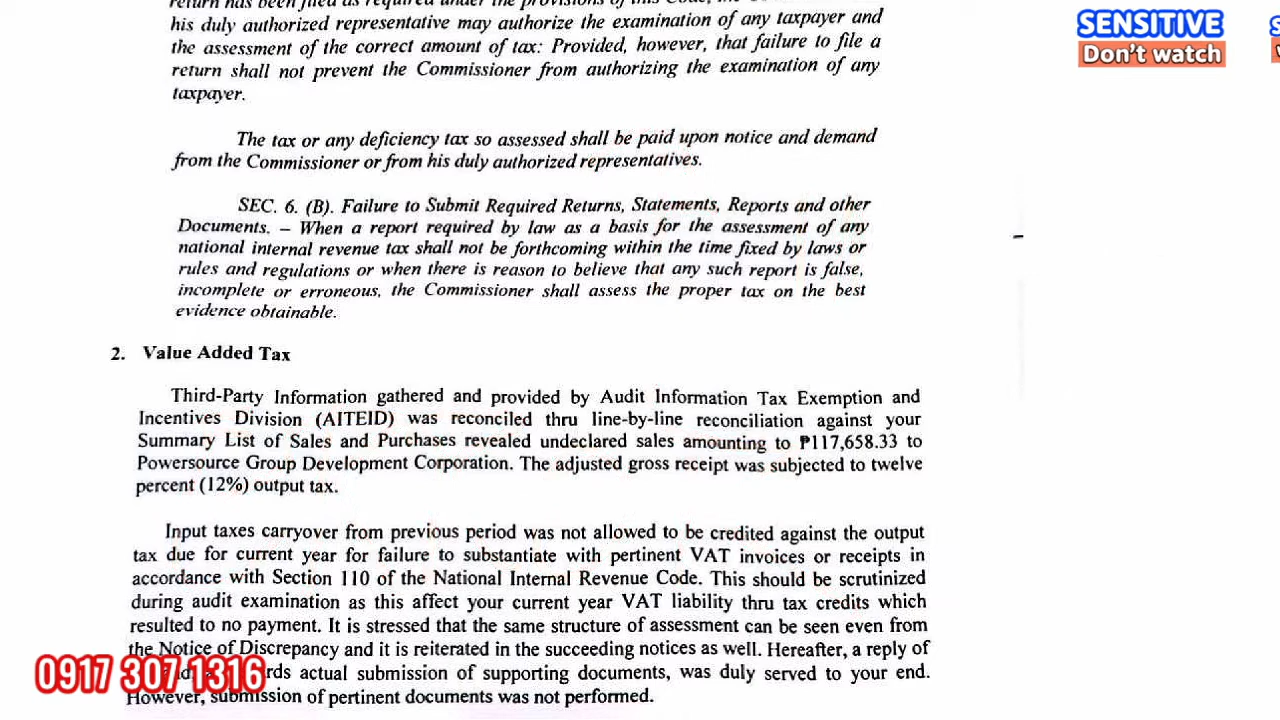 his duly authorized representative may authorize the examination of any taxpayer and
the assessment of the correct amount of tax: Provided, however, that failure to file a
return shall not prevent the Commissioner from authorizing the examination of any
taxpayer.
The tax or any deficiency tax so assessed shall be paid upon notice and demand
from the Commissioner or from his duly authorized representatives.
SEC. 6. (B). Failure to Submit Required Returns, Statements, Reports and other
Documents. – When a report required by law as a basis for the assessment of any
national internal revenue tax shall not be forthcoming within the time fixed by laws or
rules and regulations or when there is reason to believe that any such report is false,
incomplete or erroneous, the Commissioner shall assess the proper tax on the best
evidence obtainable.
2. Value Added Tax
Third-Party Information gathered and provided by Audit Information Tax Exemption and
Incentives Division (AITEID) was reconciled thru line-by-line reconciliation against your
Summary List of Sales and Purchases revealed undeclared sales amounting to ₱117,658.33 to
Powersource Group Development Corporation. The adjusted gross receipt was subjected to twelve
percent (12%) output tax.
Input taxes carryover from previous period was not allowed to be credited against the output
tax due for current year for failure to substantiate with pertinent VAT invoices or receipts in
accordance with Section 110 of the National Internal Revenue Code. This should be scrutinized
during audit examination as this affect your current year VAT liability thru tax credits which
resulted to no payment. It is stressed that the same structure of assessment can be seen even from
the Notice of Discrepancy and it is reiterated in the succeeding notices as well. Hereafter, a reply of
actual submission of supporting documents, was duly served to your end.
However, submission of pertinent documents was not performed.
SENSITIVE
Don't watch
0917 307 1316